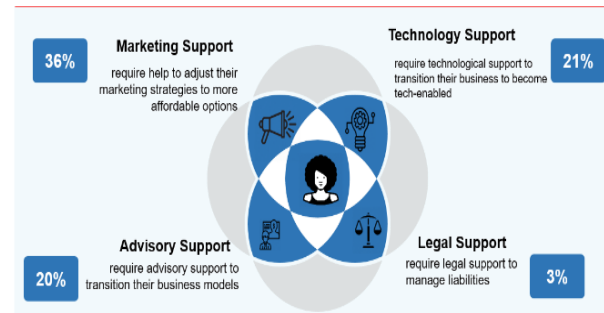 36%
Marketing Support
require help to adjust their
marketing strategies to more
affordable options
Technology Support
require technological support to
transition their business to become
tech-enabled
21%
Advisory Support
20%
require advisory support to
transition their business models
Legal Support
require legal support to
manage liabilities
3%